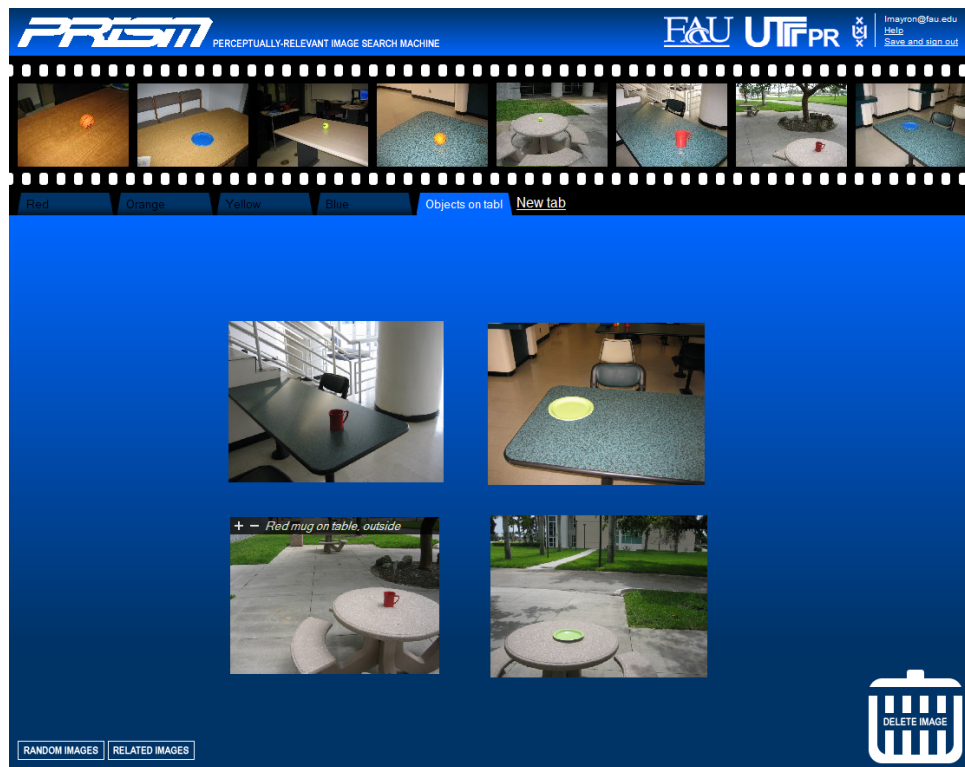 PRISM
PERCEPTUALLY-RELEVANT IMAGE SEARCH MACHINE
FAU UTFPR
lmayron@fau.edu
Help
Save and sign out
Red Orange Yellow Blue Objects on tabl New tab
+ − Red mug on table, outside
DELETE IMAGE
RANDOM IMAGES RELATED IMAGES